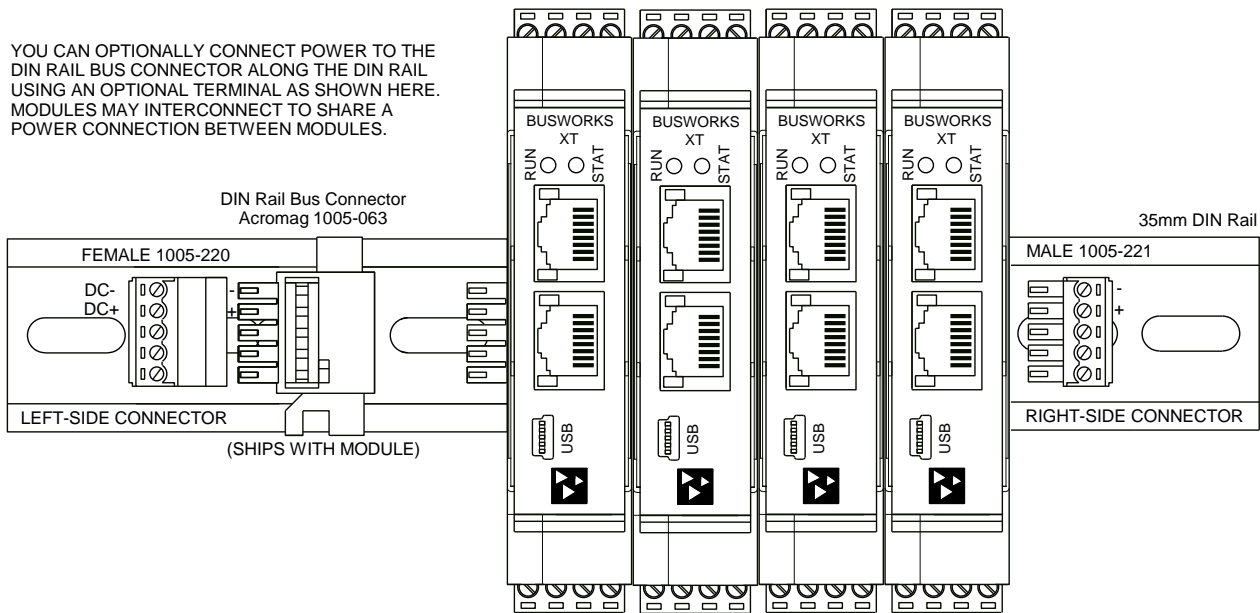 YOU CAN OPTIONALLY CONNECT POWER TO THE
DIN RAIL BUS CONNECTOR ALONG THE DIN RAIL
USING AN OPTIONAL TERMINAL AS SHOWN HERE.
MODULES MAY INTERCONNECT TO SHARE A
POWER CONNECTION BETWEEN MODULES.
DIN Rail Bus Connector
Acromag 1005-063
FEMALE 1005-220
DC-
DC+
-
+
LEFT-SIDE CONNECTOR
(SHIPS WITH MODULE)
BUSWORKS
XT
RUN
STAT
USB
BUSWORKS
XT
RUN
STAT
USB
BUSWORKS
XT
RUN
STAT
USB
BUSWORKS
XT
RUN
STAT
USB
35mm DIN Rail
MALE 1005-221
-
+
RIGHT-SIDE CONNECTOR